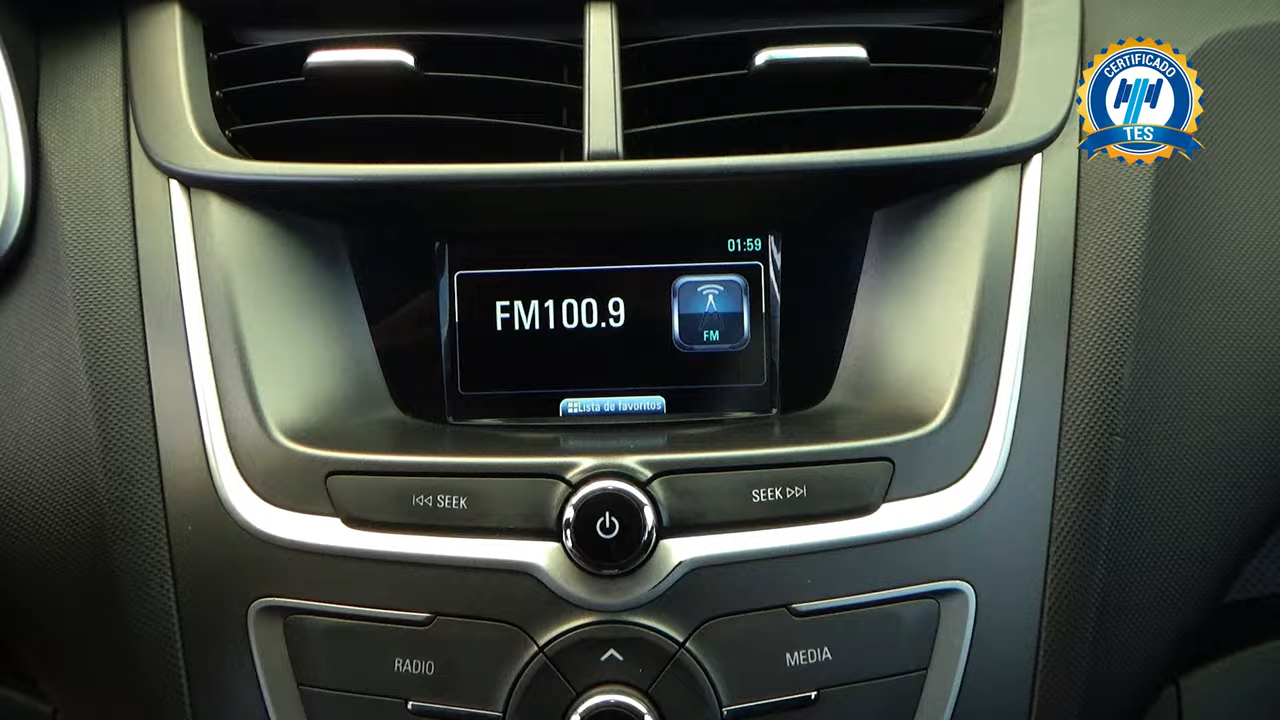 CERTIFICADO
TES
01:59
FM100.9
FM
Lista de favoritos
SEEK
SEEK
RADIO
MEDIA